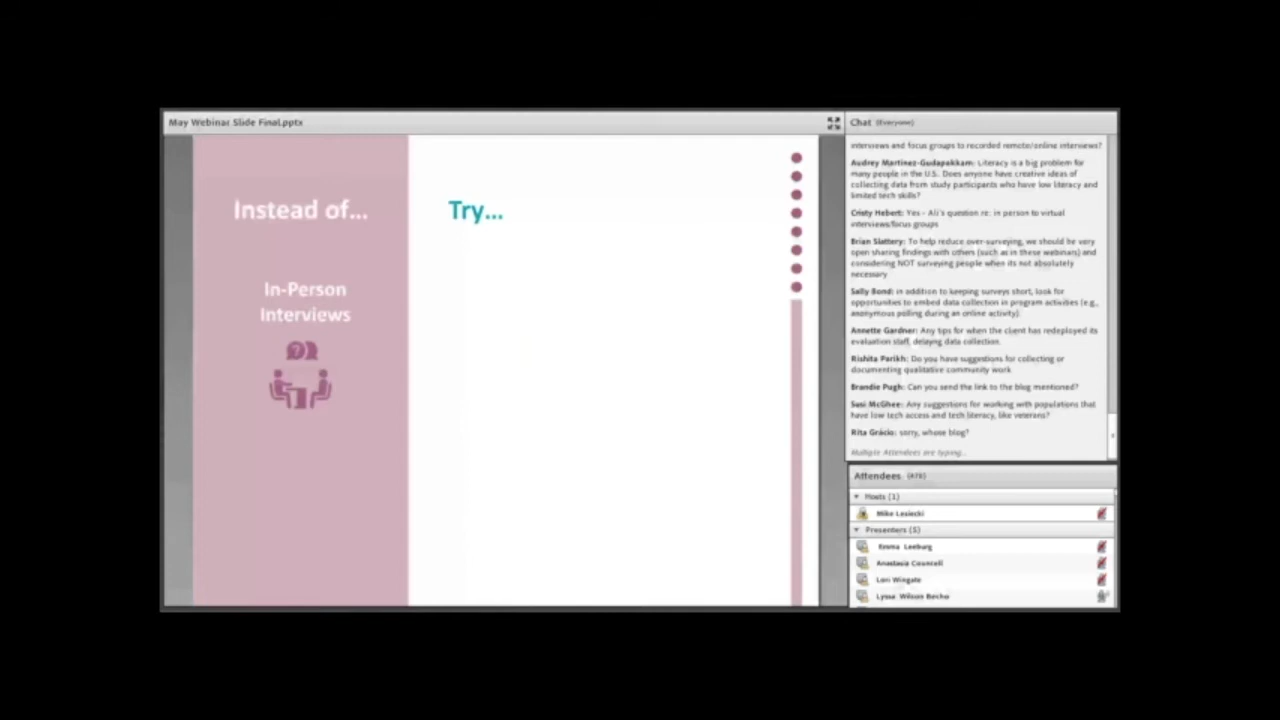 May Webinar Slide Final.pptx
Instead of...
Try...
In-Person
Interviews
?
Chat (Everyone)
interviews and focus groups to recorded remote/online interviews?
Audrey Martinez-Gudapakkam: Literacy is a big problem for
many people in the U.S. Does anyone have creative ideas of
collecting data from study participants who have low literacy and
limited tech skills?
Cristy Hebert: Yes - Ali's question re: in person to virtual
interviews/focus groups
Brian Slattery: To help reduce over-surveying, we should be very
open sharing findings with others (such as in these webinars) and
considering NOT surveying people when its not absolutely
necessary
Sally Bond: in addition to keeping surveys short, look for
opportunities to embed data collection in program activities (e.g.,
anonymous polling during an online activity).
Annette Gardner: Any tips for when the client has redeployed its
evaluation staff, delaying data collection.
Rishita Parikh: Do you have suggestions for collecting or
documenting qualitative community work
Brandie Pugh: Can you send the link to the blog mentioned?
Susi McGhee: Any suggestions for working with populations that
have low tech access and tech literacy, like veterans?
Rita Grácio: sorry, whose blog?
Multiple Attendees are typing...
Attendees
Hosts (1)
Mike Lesiecki
Presenters (5)
Emma Leeburg
Anastasia Councell
Lori Wingate
Lyssa Wilson Becho